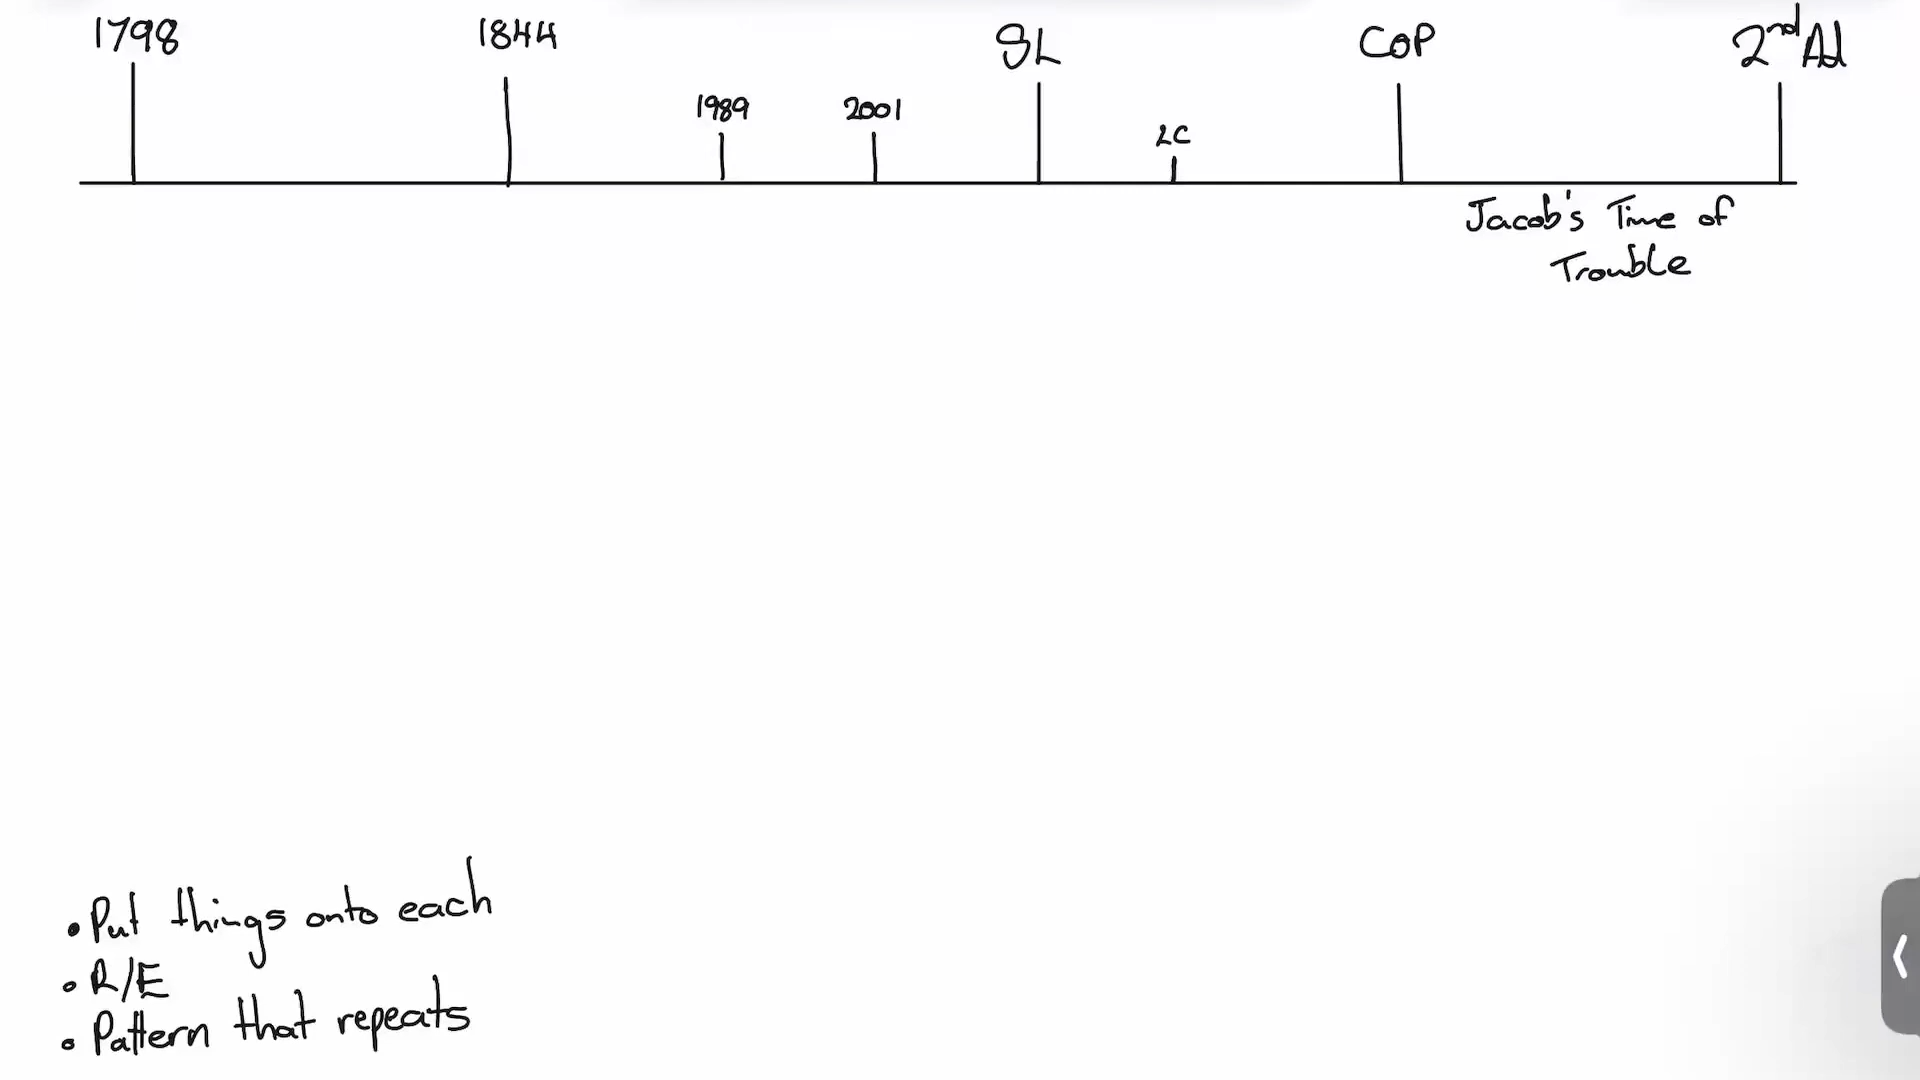 1798 1844 SL COP 2nd Ad
1989 2001 LC
Jacob's Time of
Trouble
• Put things onto each
• R/E
• Pattern that repeats